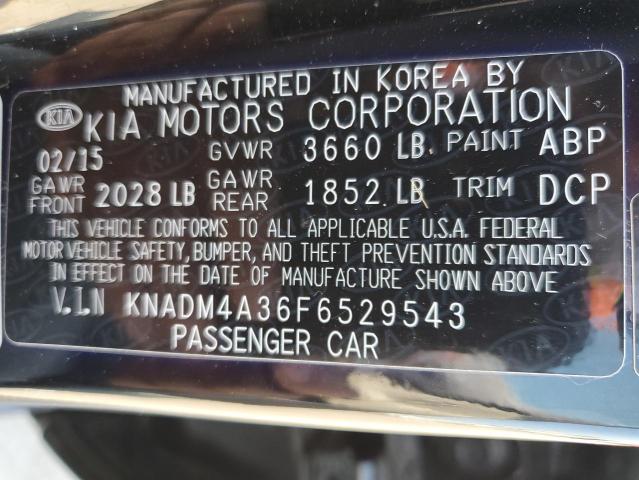 MANUFACTURED IN KOREA BY
KIA KIA MOTORS CORPORATION
02/15 GVWR 3660 LB PAINT ABP
GAWR FRONT 2028 LB GAWR REAR 1852 LB TRIM DCP
THIS VEHICLE CONFORMS TO ALL APPLICABLE U.S.A. FEDERAL
MOTOR VEHICLE SAFETY, BUMPER, AND THEFT PREVENTION STANDARDS
IN EFFECT ON THE DATE OF MANUFACTURE SHOWN ABOVE
V.I.N KNADM4A36F6529543
PASSENGER CAR